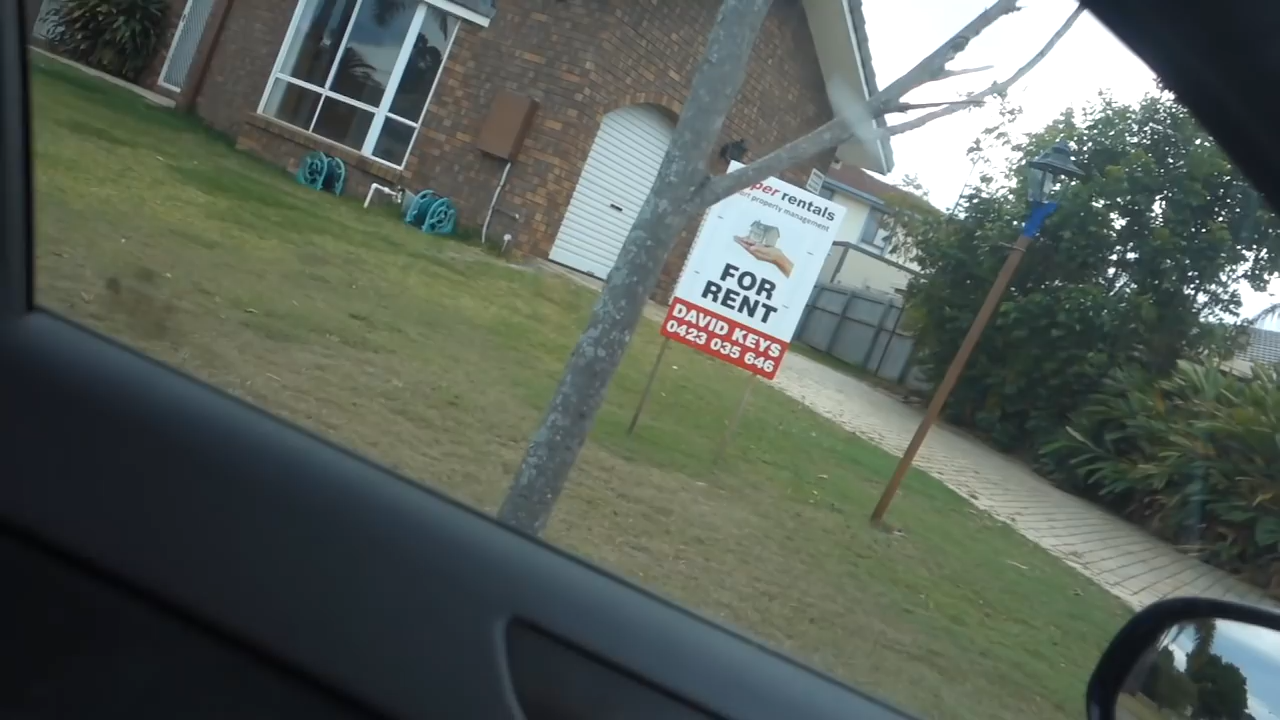 rentals
property management
FOR
RENT
DAVID KEYS
0423 035 646